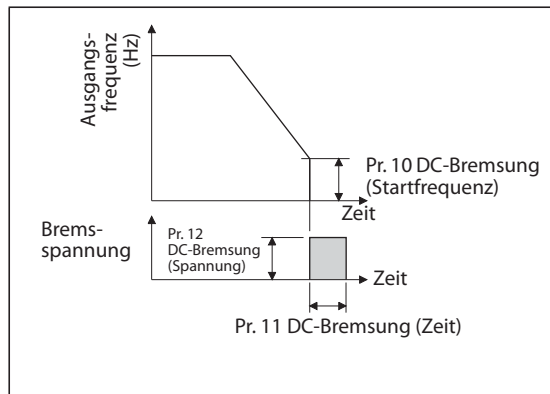 Ausgangs-
frequenz
(Hz)
Pr. 10 DC-Bremsung
(Startfrequenz)
Zeit
Brems-
spannung
Pr. 12
DC-Bremsung
(Spannung)
Zeit
Pr. 11 DC-Bremsung (Zeit)